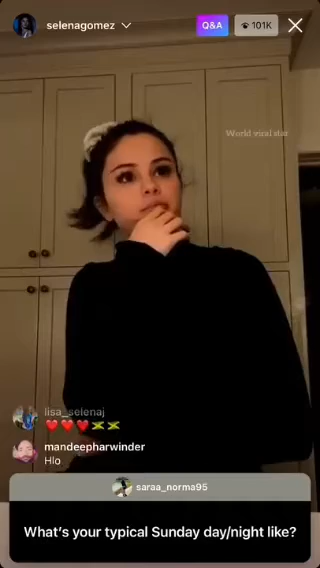 selenagomez
Q&A
101K
World viral star
lisa_selenaj
❤️❤️❤️🇯🇲🇯🇲
mandeepharwinder
Hlo
saraa_norma95
What's your typical Sunday day/night like?